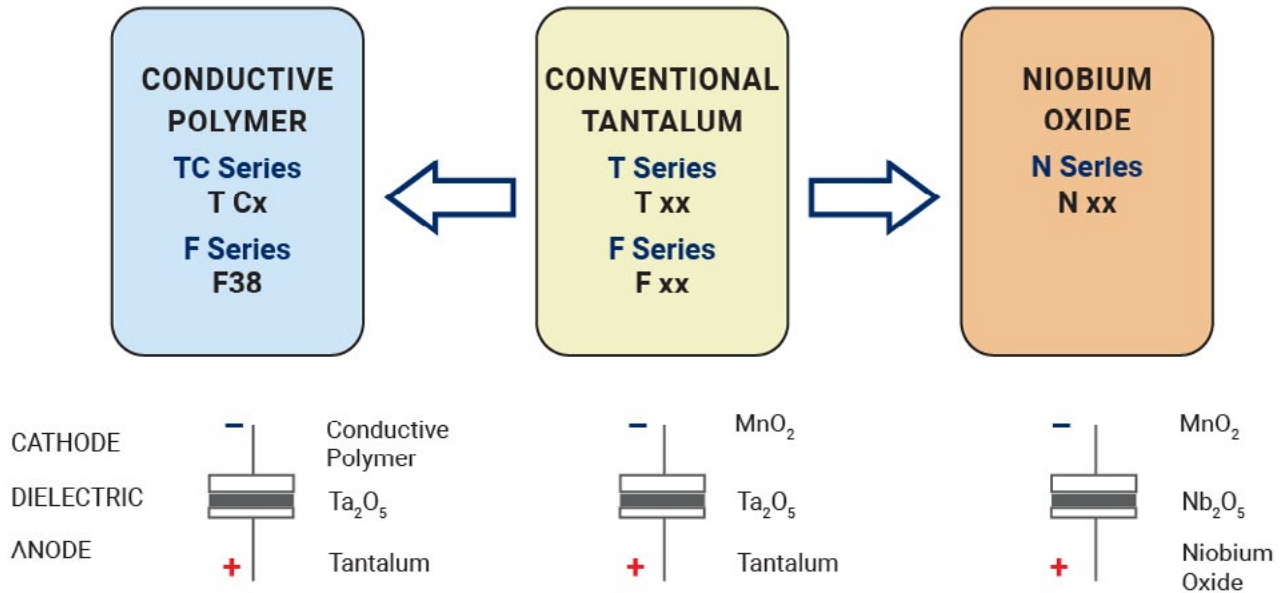 CONDUCTIVE
POLYMER
TC Series
T Cx
F Series
F38
CONVENTIONAL
TANTALUM
T Series
T xx
F Series
F xx
NIOBIUM
OXIDE
N Series
N xx
CATHODE
DIELECTRIC
ΛNODE
−
Conductive
Polymer
Ta₂O₅
+
Tantalum
−
MnO₂
Ta₂O₅
+
Tantalum
−
MnO₂
Nb₂O₅
+
Niobium
Oxide